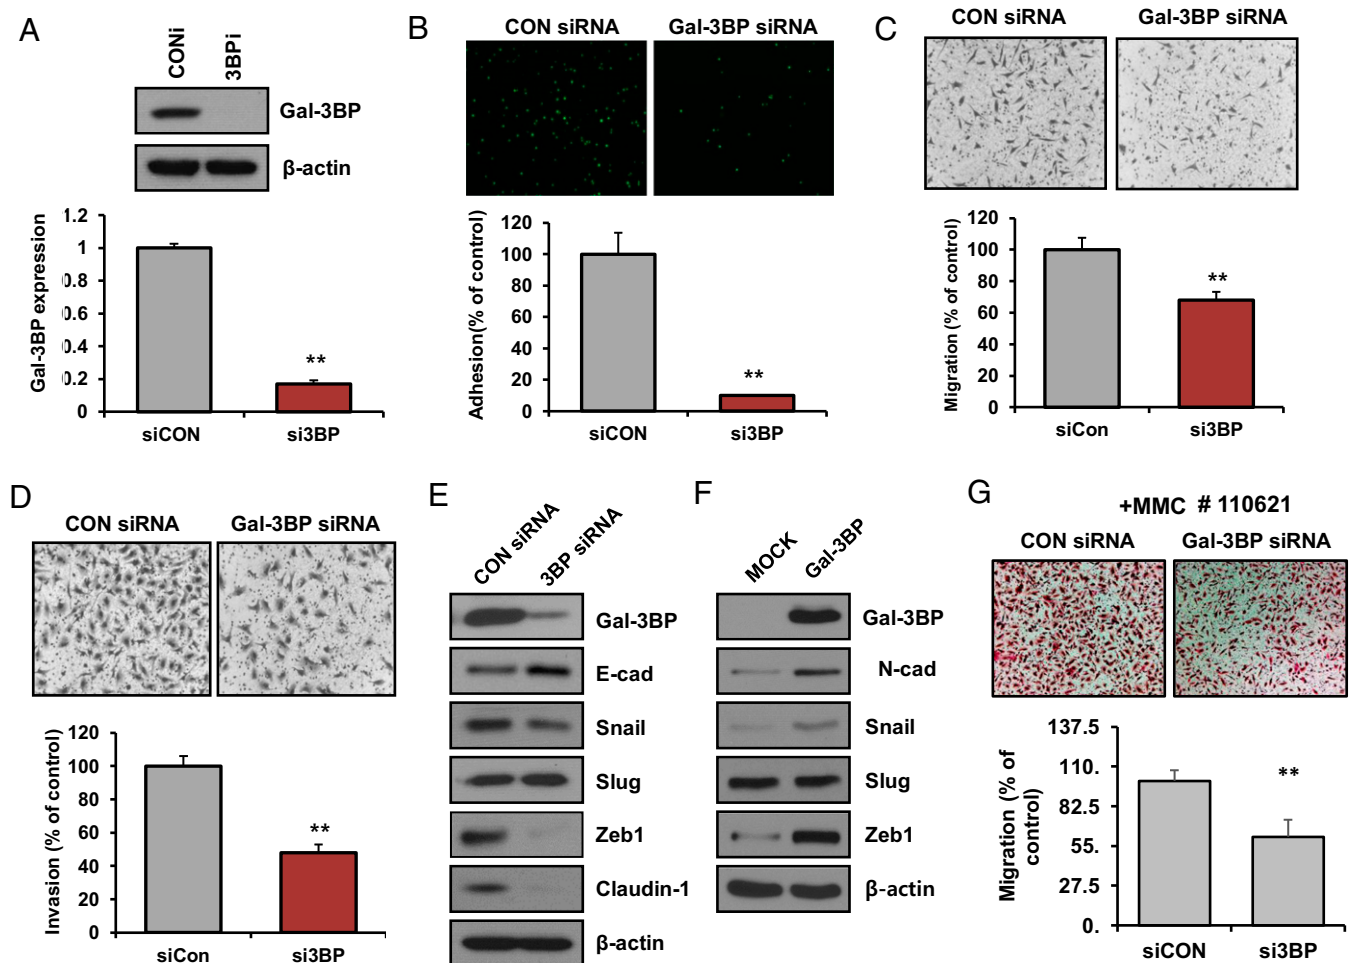 A
CONi
3BPi
Gal-3BP
β-actin
Gal-3BP expression
1.2
1
0.8
0.6
0.4
0.2
0
**
siCON
si3BP
B
CON siRNA
Gal-3BP siRNA
Adhesion(% of control)
120
100
80
60
40
20
0
**
siCON
si3BP
C
CON siRNA
Gal-3BP siRNA
Migration (% of control)
120
100
80
60
40
20
0
**
siCon
si3BP
D
CON siRNA
Gal-3BP siRNA
Invasion (% of control)
120
100
80
60
40
20
0
**
siCon
si3BP
E
CON siRNA
3BP siRNA
Gal-3BP
E-cad
Snail
Slug
Zeb1
Claudin-1
β-actin
F
MOCK
Gal-3BP
Gal-3BP
N-cad
Snail
Slug
Zeb1
β-actin
G
+MMC # 110621
CON siRNA
Gal-3BP siRNA
Migration (% of
control)
137.5
110.
82.5
55.
27.5
0.
**
siCON
si3BP